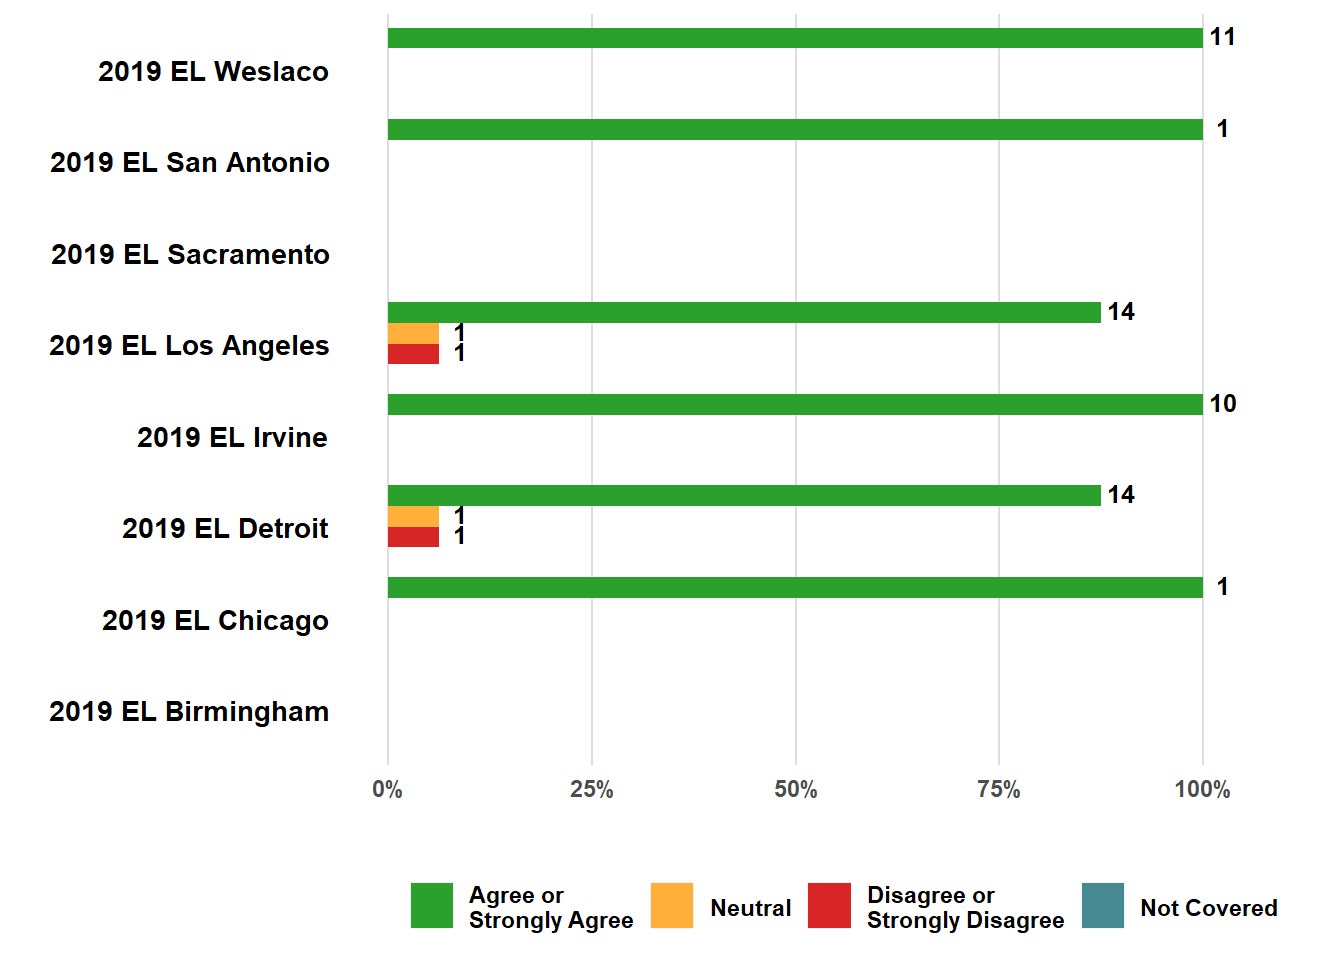 11
2019 EL Weslaco
1
2019 EL San Antonio
2019 EL Sacramento
14
1
2019 EL Los Angeles
1
10
2019 EL Irvine
14
1
2019 EL Detroit
1
1
2019 EL Chicago
2019 EL Birmingham
0% 25% 50% 75% 100%
Agree or
Strongly Agree
Neutral
Disagree or
Strongly Disagree
Not Covered